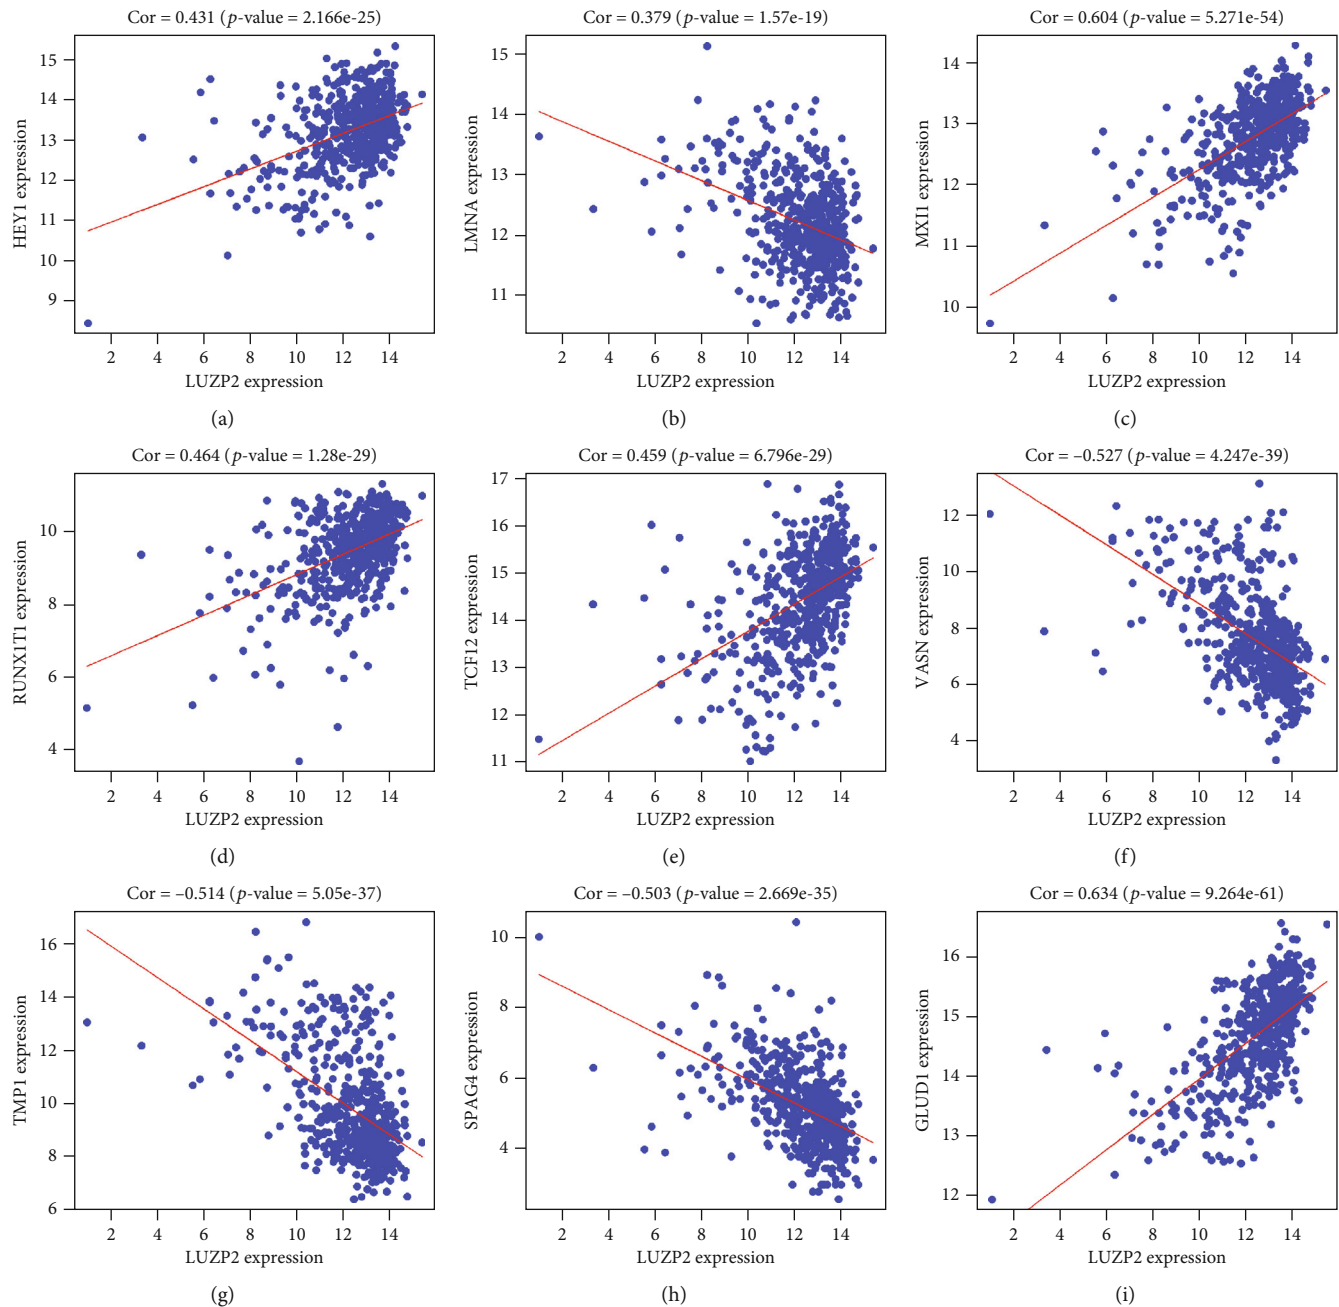 Cor = 0.431 (p-value = 2.166e-25)
HEY1 expression
15
14
13
12
11
10
9
2 4 6 8 10 12 14
LUZP2 expression
(a)
Cor = 0.379 (p-value = 1.57e-19)
LMNA expression
15
14
13
12
11
2 4 6 8 10 12 14
LUZP2 expression
(b)
Cor = 0.604 (p-value = 5.271e-54)
MXI1 expression
14
13
12
11
10
2 4 6 8 10 12 14
LUZP2 expression
(c)
Cor = 0.464 (p-value = 1.28e-29)
RUNX1T1 expression
10
8
6
4
2 4 6 8 10 12 14
LUZP2 expression
(d)
Cor = 0.459 (p-value = 6.796e-29)
TCF12 expression
17
16
15
14
13
12
11
2 4 6 8 10 12 14
LUZP2 expression
(e)
Cor = –0.527 (p-value = 4.247e-39)
VASN expression
12
10
8
6
4
2 4 6 8 10 12 14
LUZP2 expression
(f)
Cor = –0.514 (p-value = 5.05e-37)
TMP1 expression
16
14
12
10
8
6
2 4 6 8 10 12 14
LUZP2 expression
(g)
Cor = –0.503 (p-value = 2.669e-35)
SPAG4 expression
10
8
6
4
2 4 6 8 10 12 14
LUZP2 expression
(h)
Cor = 0.634 (p-value = 9.264e-61)
GLUD1 expression
16
15
14
13
12
2 4 6 8 10 12 14
LUZP2 expression
(i)